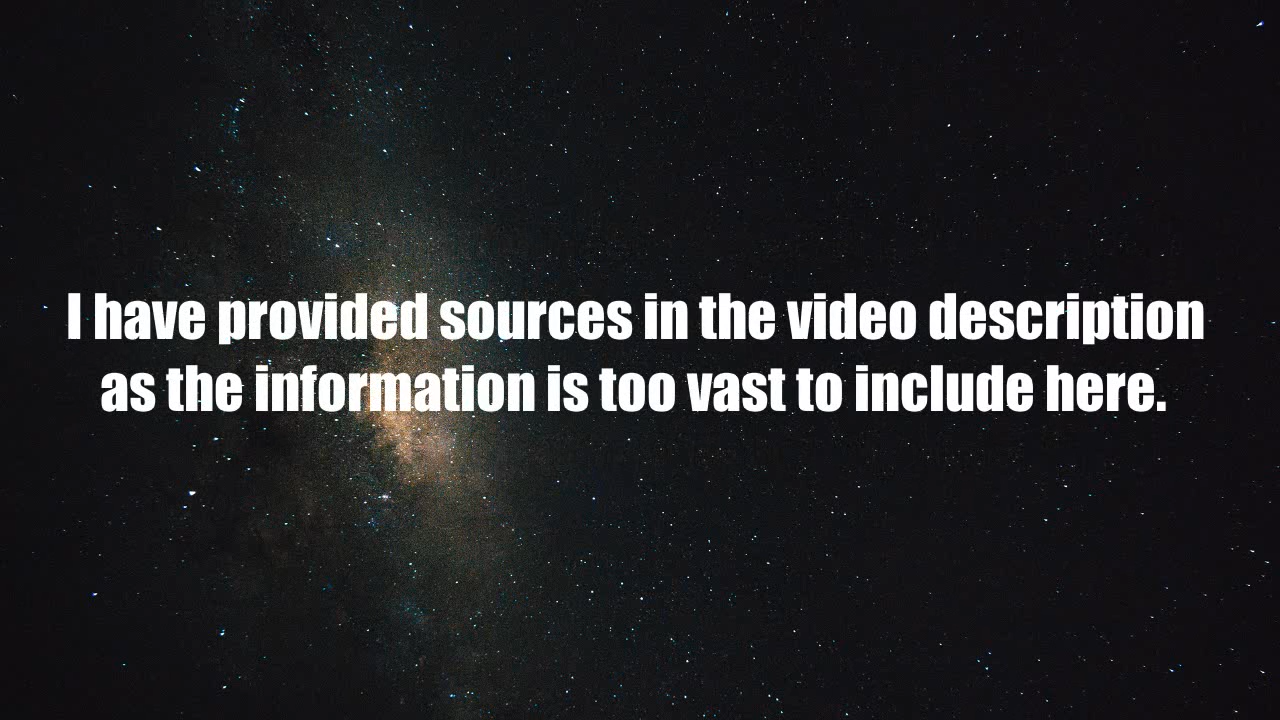 I have provided sources in the video description
as the information is too vast to include here.